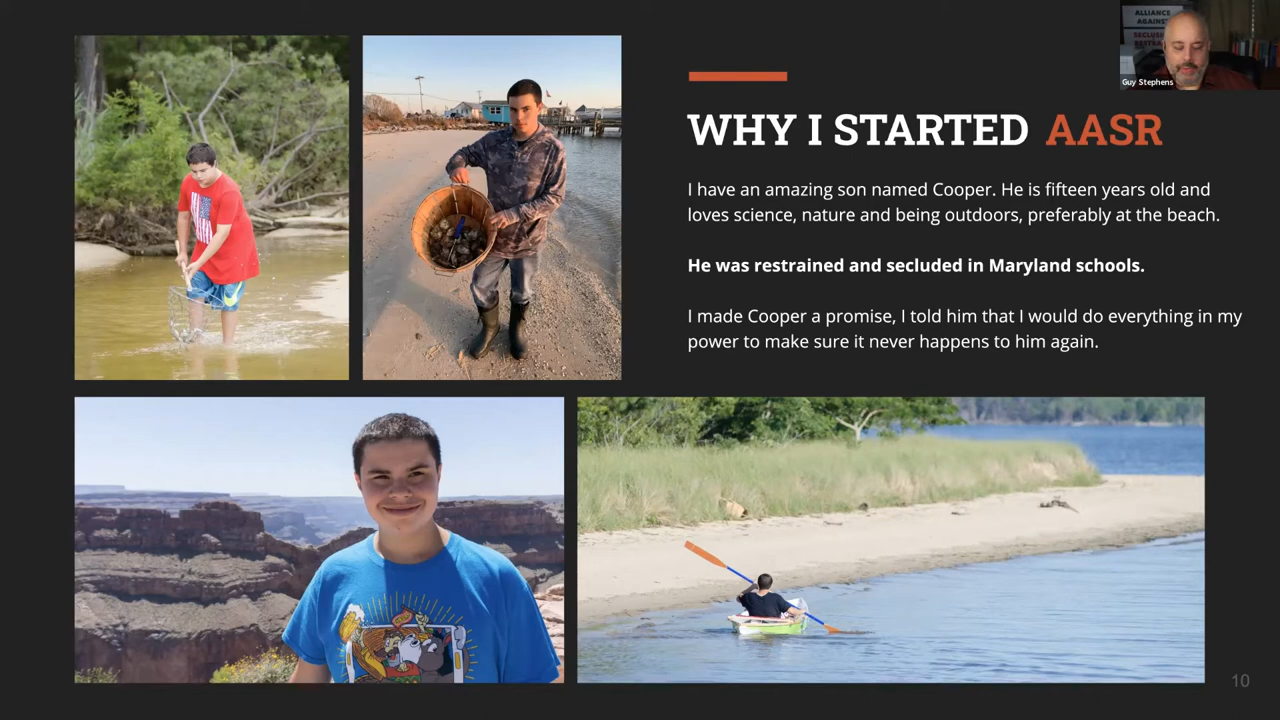 ALLIANCE
AGAINST
Guy Stephens
WHY I STARTED AASR
I have an amazing son named Cooper. He is fifteen years old and
loves science, nature and being outdoors, preferably at the beach.
He was restrained and secluded in Maryland schools.
I made Cooper a promise, I told him that I would do everything in my
power to make sure it never happens to him again.
10